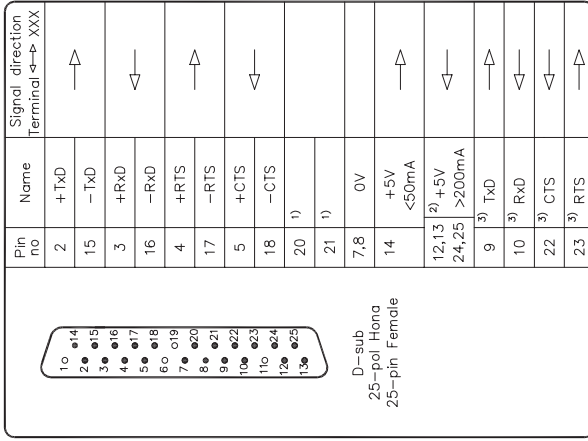 Pin no
Name
Signal direction
Terminal <--> XXX
2 +TxD
15 -TxD
3 +RxD
16 -RxD
4 +RTS
17 -RTS
5 +CTS
18 -CTS
20 1)
21 1)
7,8 0V
14 +5V
<50mA
12,13 2) +5V
24,25 >200mA
9 3) TxD
10 3) RxD
22 3) CTS
23 3) RTS
1
14
2
15
3
16
4
17
5
18
6
19
7
20
8
21
9
22
10
23
11
24
12
25
13
D-sub
25-pol Hona
25-pin Female